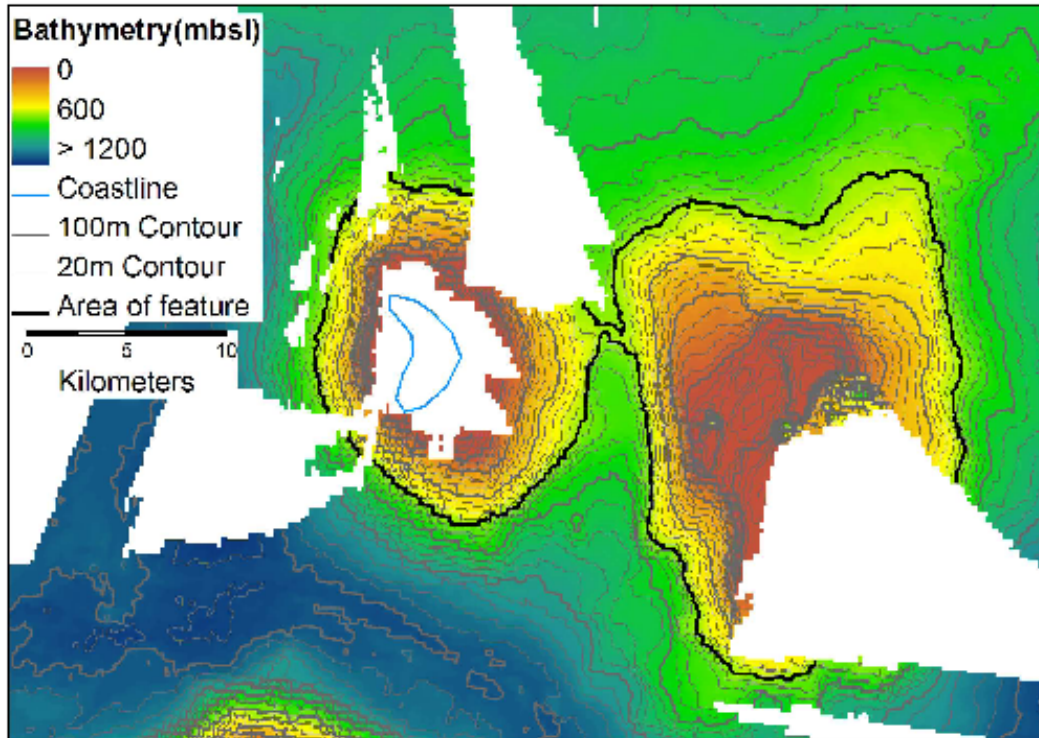 Bathymetry(mbsl)
0
600
> 1200
Coastline
100m Contour
20m Contour
Area of feature
0 5 10
Kilometers